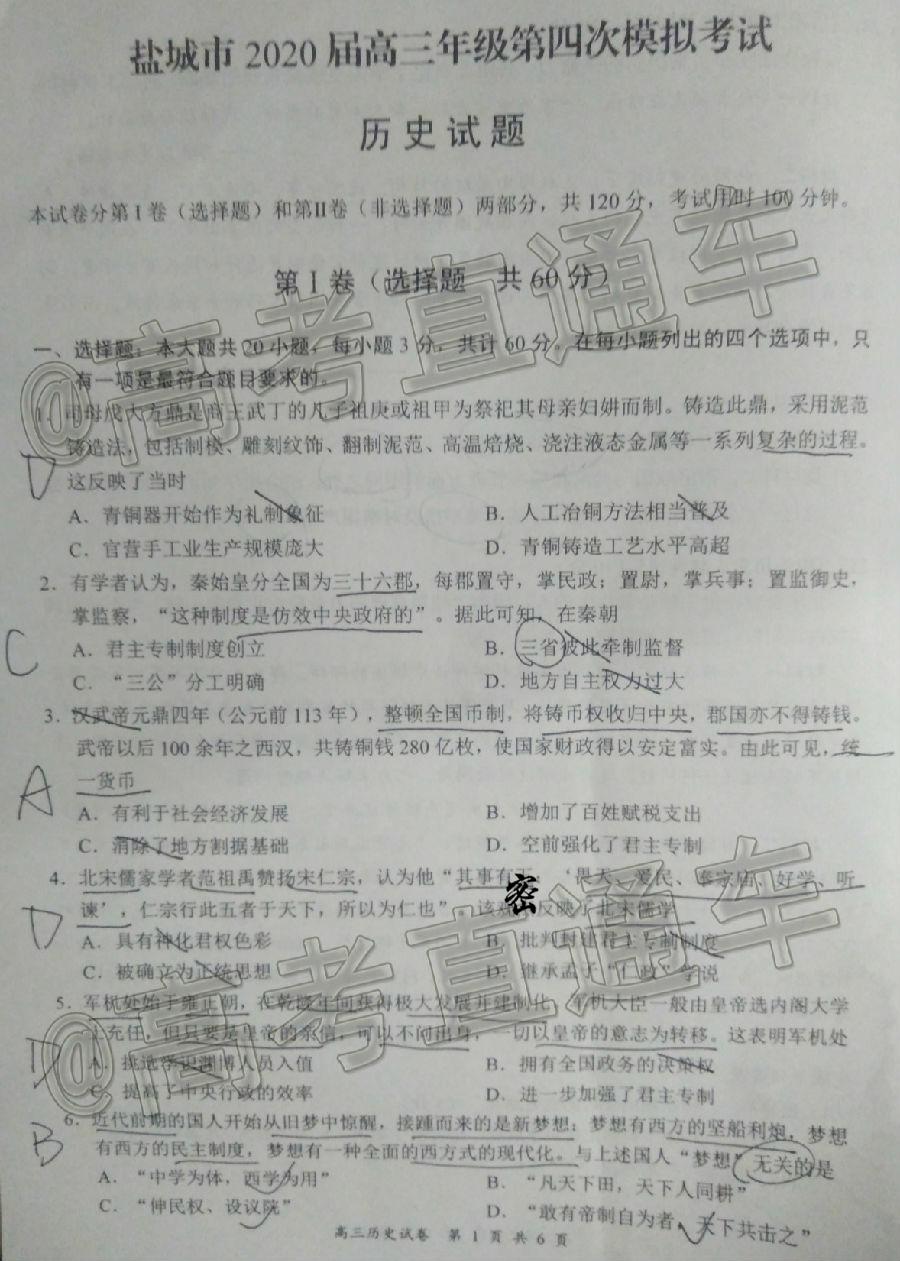 盐城市 2020 届高三年级第四次模拟考试
历史试题
本试卷分第Ⅰ卷（选择题）和第Ⅱ卷（非选择题）两部分，共 120 分，考试用时 100 分钟。
第Ⅰ卷（选择题 共 60 分）
一、选择题：本大题共 20 小题，每小题 3 分，共计 60 分。在每小题列出的四个选项中，只
有一项是最符合题目要求的。
1．司母戊大方鼎是商王武丁的儿子祖庚或祖甲为祭祀其母亲妇妌而制。铸造此鼎，采用泥范
铸造法，包括制模、雕刻纹饰、翻制泥范、高温焙烧、浇注液态金属等一系列复杂的过程。
D
这反映了当时
A．青铜器开始作为礼制象征 B．人工冶铜方法相当普及
C．官营手工业生产规模庞大 D．青铜铸造工艺水平高超
2．有学者认为，秦始皇分全国为三十六郡，每郡置守，掌民政；置尉，掌兵事；置监御史，
掌监察，“这种制度是仿效中央政府的”。据此可知，在秦朝
C
A．君主专制制度创立 B．三省彼此牵制监督
C．“三公”分工明确 D．地方自主权力过大
3．汉武帝元鼎四年（公元前 113 年），整顿全国币制，将铸币权收归中央，郡国亦不得铸钱。
武帝以后 100 余年之西汉，共铸铜钱 280 亿枚，使国家财政得以安定富实。由此可见，统
A
一货币
A．有利于社会经济发展 B．增加了百姓赋税支出
C．消除了地方割据基础 D．空前强化了君主专制
4．北宋儒家学者范祖禹赞扬宋仁宗，认为他“其事有五：‘畏天、爱民、奉宗庙、好学、听
密
谏’，仁宗行此五者于天下，所以为仁也”。该观点反映了北宋儒学
D
A．具有神化君权色彩 B．批判封建君主专制制度
C．被确立为正统思想 D．继承孟子“仁政”学说
5．军机处始于雍正朝，在乾隆年间获得极大发展并建制化，军机大臣一般由皇帝选内阁大学
士充任，但只要是皇帝的亲信，可以不问出身，一切以皇帝的意志为转移。这表明军机处
D
A．挑选学识渊博人员入值 B．拥有全国政务的决策权
C．提高了中央行政的效率 D．进一步加强了君主专制
6．近代前期的国人开始从旧梦中惊醒，接踵而来的是新梦想：梦想有西方的坚船利炮，梦想
有西方的民主制度，梦想有一种全面的西方式的现代化。与上述国人“梦想”无关的是
B
A．“中学为体，西学为用” B．“凡天下田，天下人同耕”
C．“伸民权、设议院” D．“敢有帝制自为者，天下共击之”
高三历史试卷 第 1 页 共 6 页
@高考直通车
@高考直通车